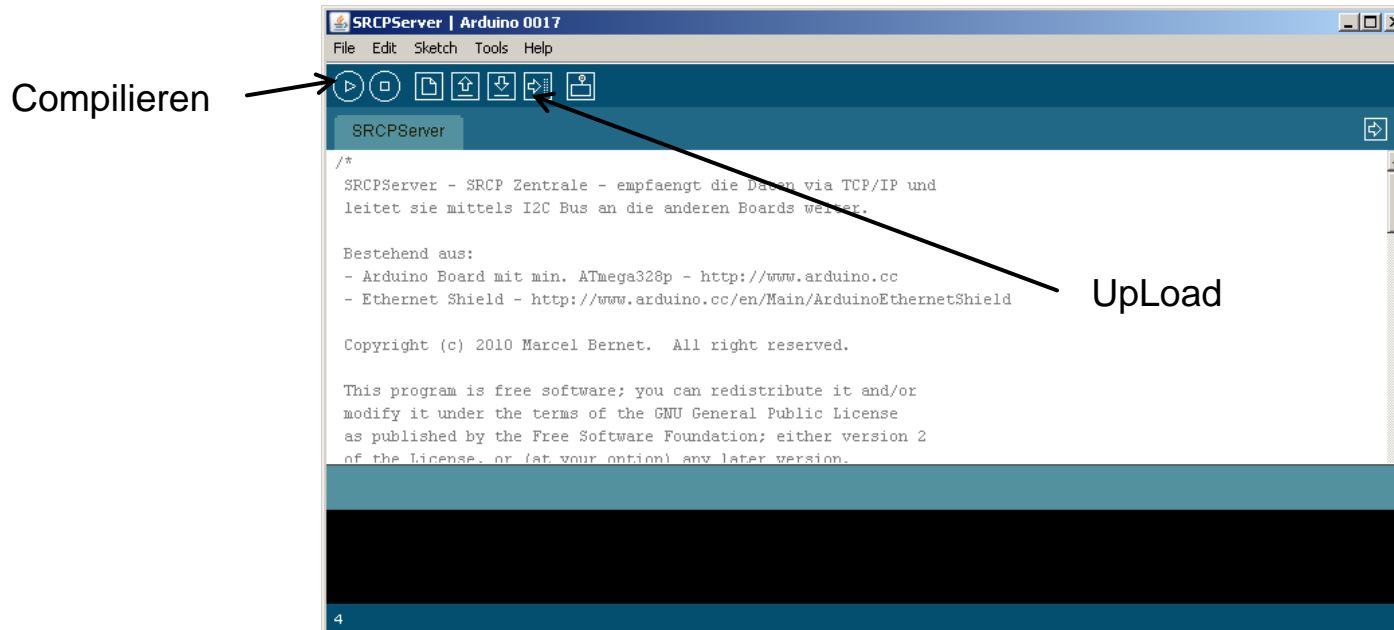 SRCPServer | Arduino 0017
File Edit Sketch Tools Help
Compilieren
SRCPServer
/*
SRCPServer - SRCP Zentrale - empfaengt die Daten via TCP/IP und
leitet sie mittels I2C Bus an die anderen Boards weiter.
Bestehend aus:
- Arduino Board mit min. ATmega328p - http://www.arduino.cc
- Ethernet Shield - http://www.arduino.cc/en/Main/ArduinoEthernetShield
UpLoad
Copyright (c) 2010 Marcel Bernet.  All right reserved.
This program is free software; you can redistribute it and/or
modify it under the terms of the GNU General Public License
as published by the Free Software Foundation; either version 2
of the License, or (at your option) any later version.
4